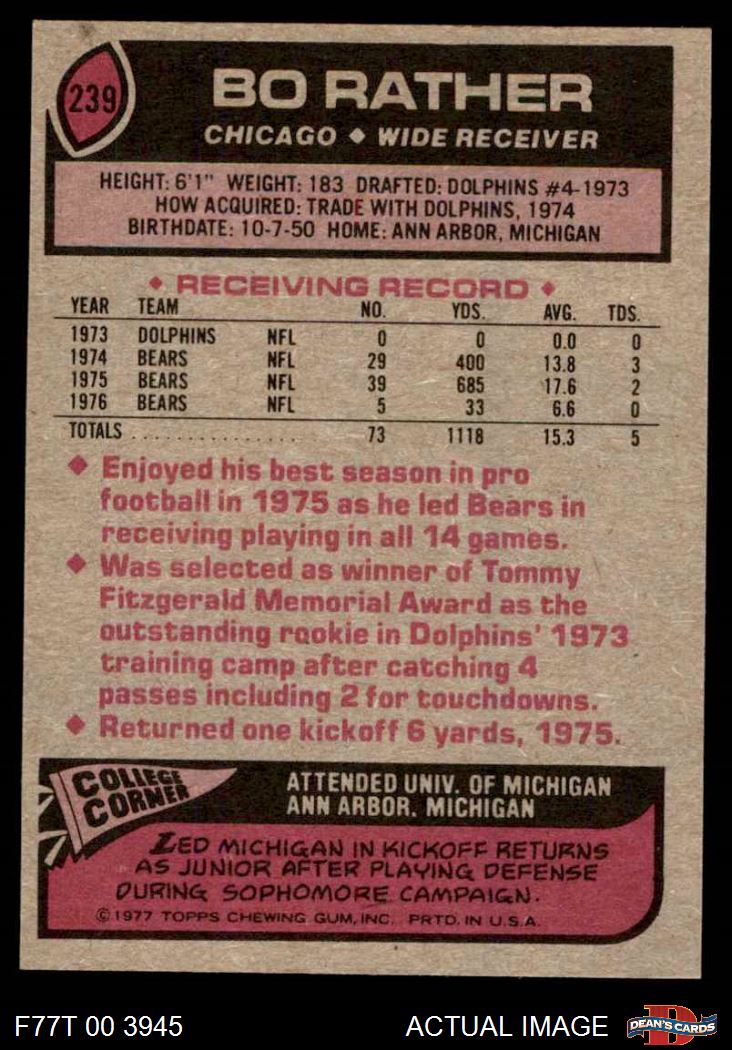 239
BO RATHER
CHICAGO ◆ WIDE RECEIVER
HEIGHT: 6'1" WEIGHT: 183 DRAFTED: DOLPHINS #4-1973
HOW ACQUIRED: TRADE WITH DOLPHINS, 1974
BIRTHDATE: 10-7-50 HOME: ANN ARBOR, MICHIGAN
◆ RECEIVING RECORD ◆
YEAR TEAM NO. YDS. AVG. TDS.
1973 DOLPHINS NFL 0 0 0.0 0
1974 BEARS NFL 29 400 13.8 3
1975 BEARS NFL 39 685 17.6 2
1976 BEARS NFL 5 33 6.6 0
TOTALS . . . . . . . . . . . . . . . . 73 1118 15.3 5
◆ Enjoyed his best season in pro
football in 1975 as he led Bears in
receiving playing in all 14 games.
◆ Was selected as winner of Tommy
Fitzgerald Memorial Award as the
outstanding rookie in Dolphins' 1973
training camp after catching 4
passes including 2 for touchdowns.
◆ Returned one kickoff 6 yards, 1975.
COLLEGE
CORNER
ATTENDED UNIV. OF MICHIGAN
ANN ARBOR. MICHIGAN
LED MICHIGAN IN KICKOFF RETURNS
AS JUNIOR AFTER PLAYING DEFENSE
DURING SOPHOMORE CAMPAIGN.
© 1977 TOPPS CHEWING GUM, INC. PRTD. IN U.S.A.
F77T 00 3945
ACTUAL IMAGE
D
DEAN'S CARDS